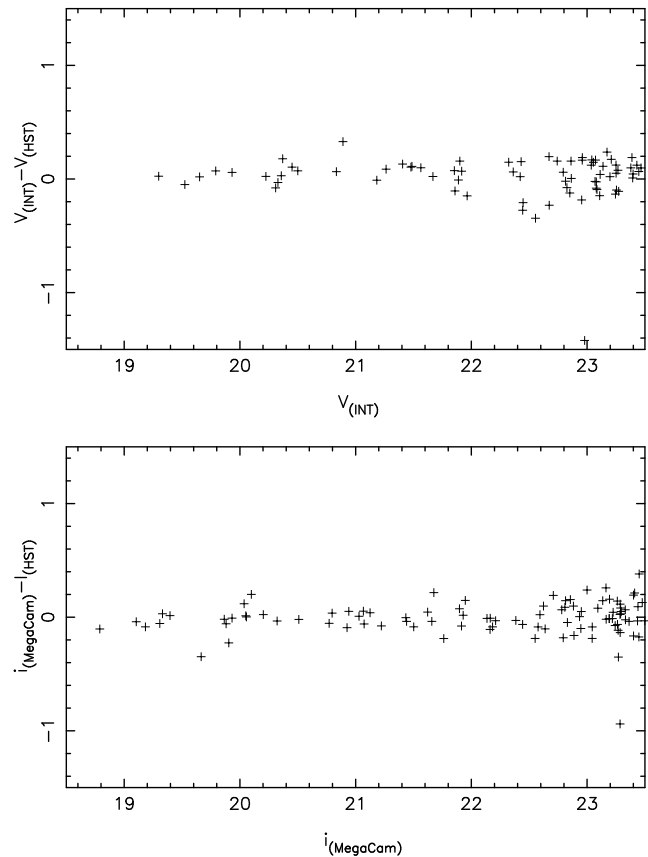 1
0
−1
V(INT)−V(HST)
19 20 21 22 23
V(INT)
1
0
−1
i(MegaCam)−I(HST)
19 20 21 22 23
i(MegaCam)